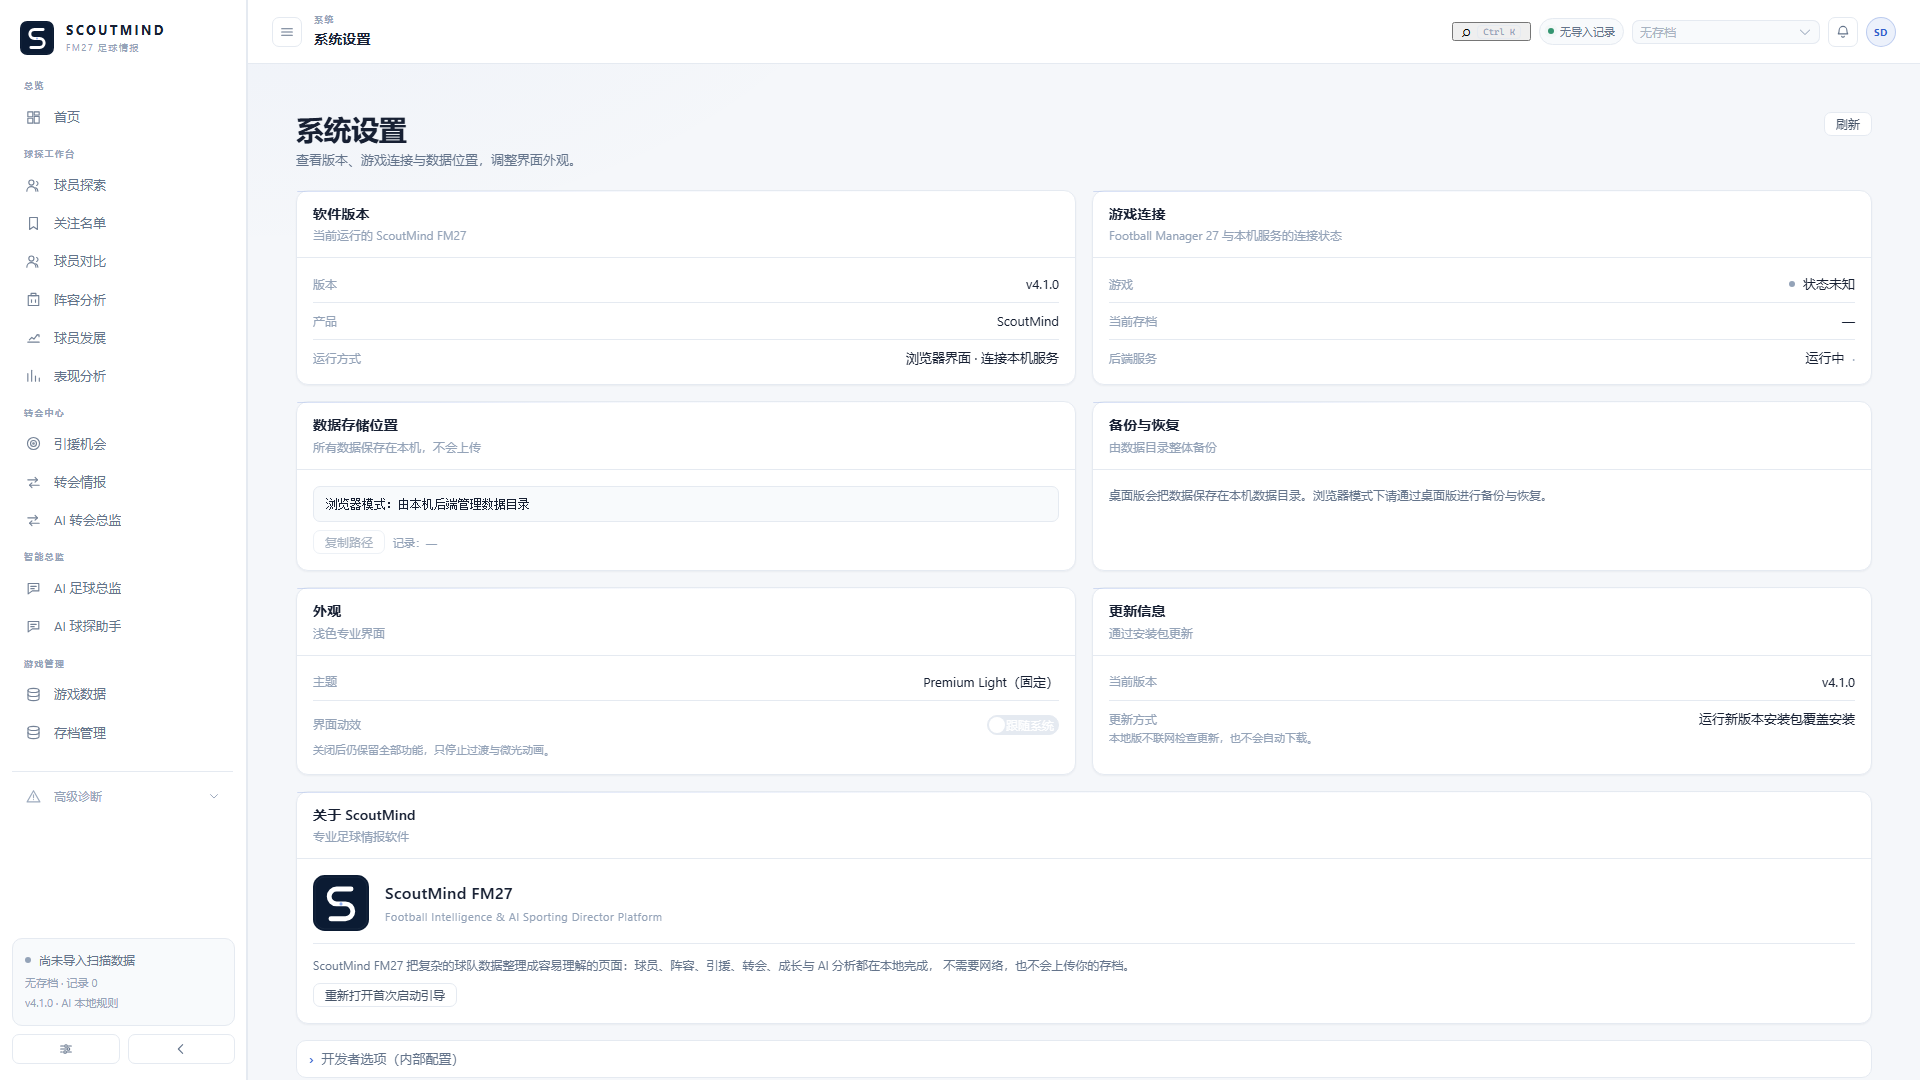 SCOUTMIND
FM27 足球情报
总览
首页
球探工作台
球员探索
关注名单
球员对比
阵容分析
球员发展
表现分析
转会中心
引援机会
转会情报
AI 转会总监
智能总监
AI 足球总监
AI 球探助手
游戏管理
游戏数据
存档管理
高级诊断
尚未导入扫描数据
无存档 · 记录 0
v4.1.0 · AI 本地规则
系统
系统设置
Ctrl K
无导入记录
无存档
SD
系统设置
查看版本、游戏连接与数据位置，调整界面外观。
刷新
软件版本
当前运行的 ScoutMind FM27
版本
v4.1.0
产品
ScoutMind
运行方式
浏览器界面 · 连接本机服务
游戏连接
Football Manager 27 与本机服务的连接状态
游戏
状态未知
当前存档
—
后端服务
运行中 ·
数据存储位置
所有数据保存在本机，不会上传
浏览器模式：由本机后端管理数据目录
复制路径
记录：—
备份与恢复
由数据目录整体备份
桌面版会把数据保存在本机数据目录。浏览器模式下请通过桌面版进行备份与恢复。
外观
浅色专业界面
主题
Premium Light（固定）
界面动效
跟随系统
关闭后仍保留全部功能，只停止过渡与微光动画。
更新信息
通过安装包更新
当前版本
v4.1.0
更新方式
运行新版本安装包覆盖安装
本地版不联网检查更新，也不会自动下载。
关于 ScoutMind
专业足球情报软件
ScoutMind FM27
Football Intelligence & AI Sporting Director Platform
ScoutMind FM27 把复杂的球队数据整理成容易理解的页面：球员、阵容、引援、转会、成长与 AI 分析都在本地完成， 不需要网络，也不会上传你的存档。
重新打开首次启动引导
› 开发者选项（内部配置）